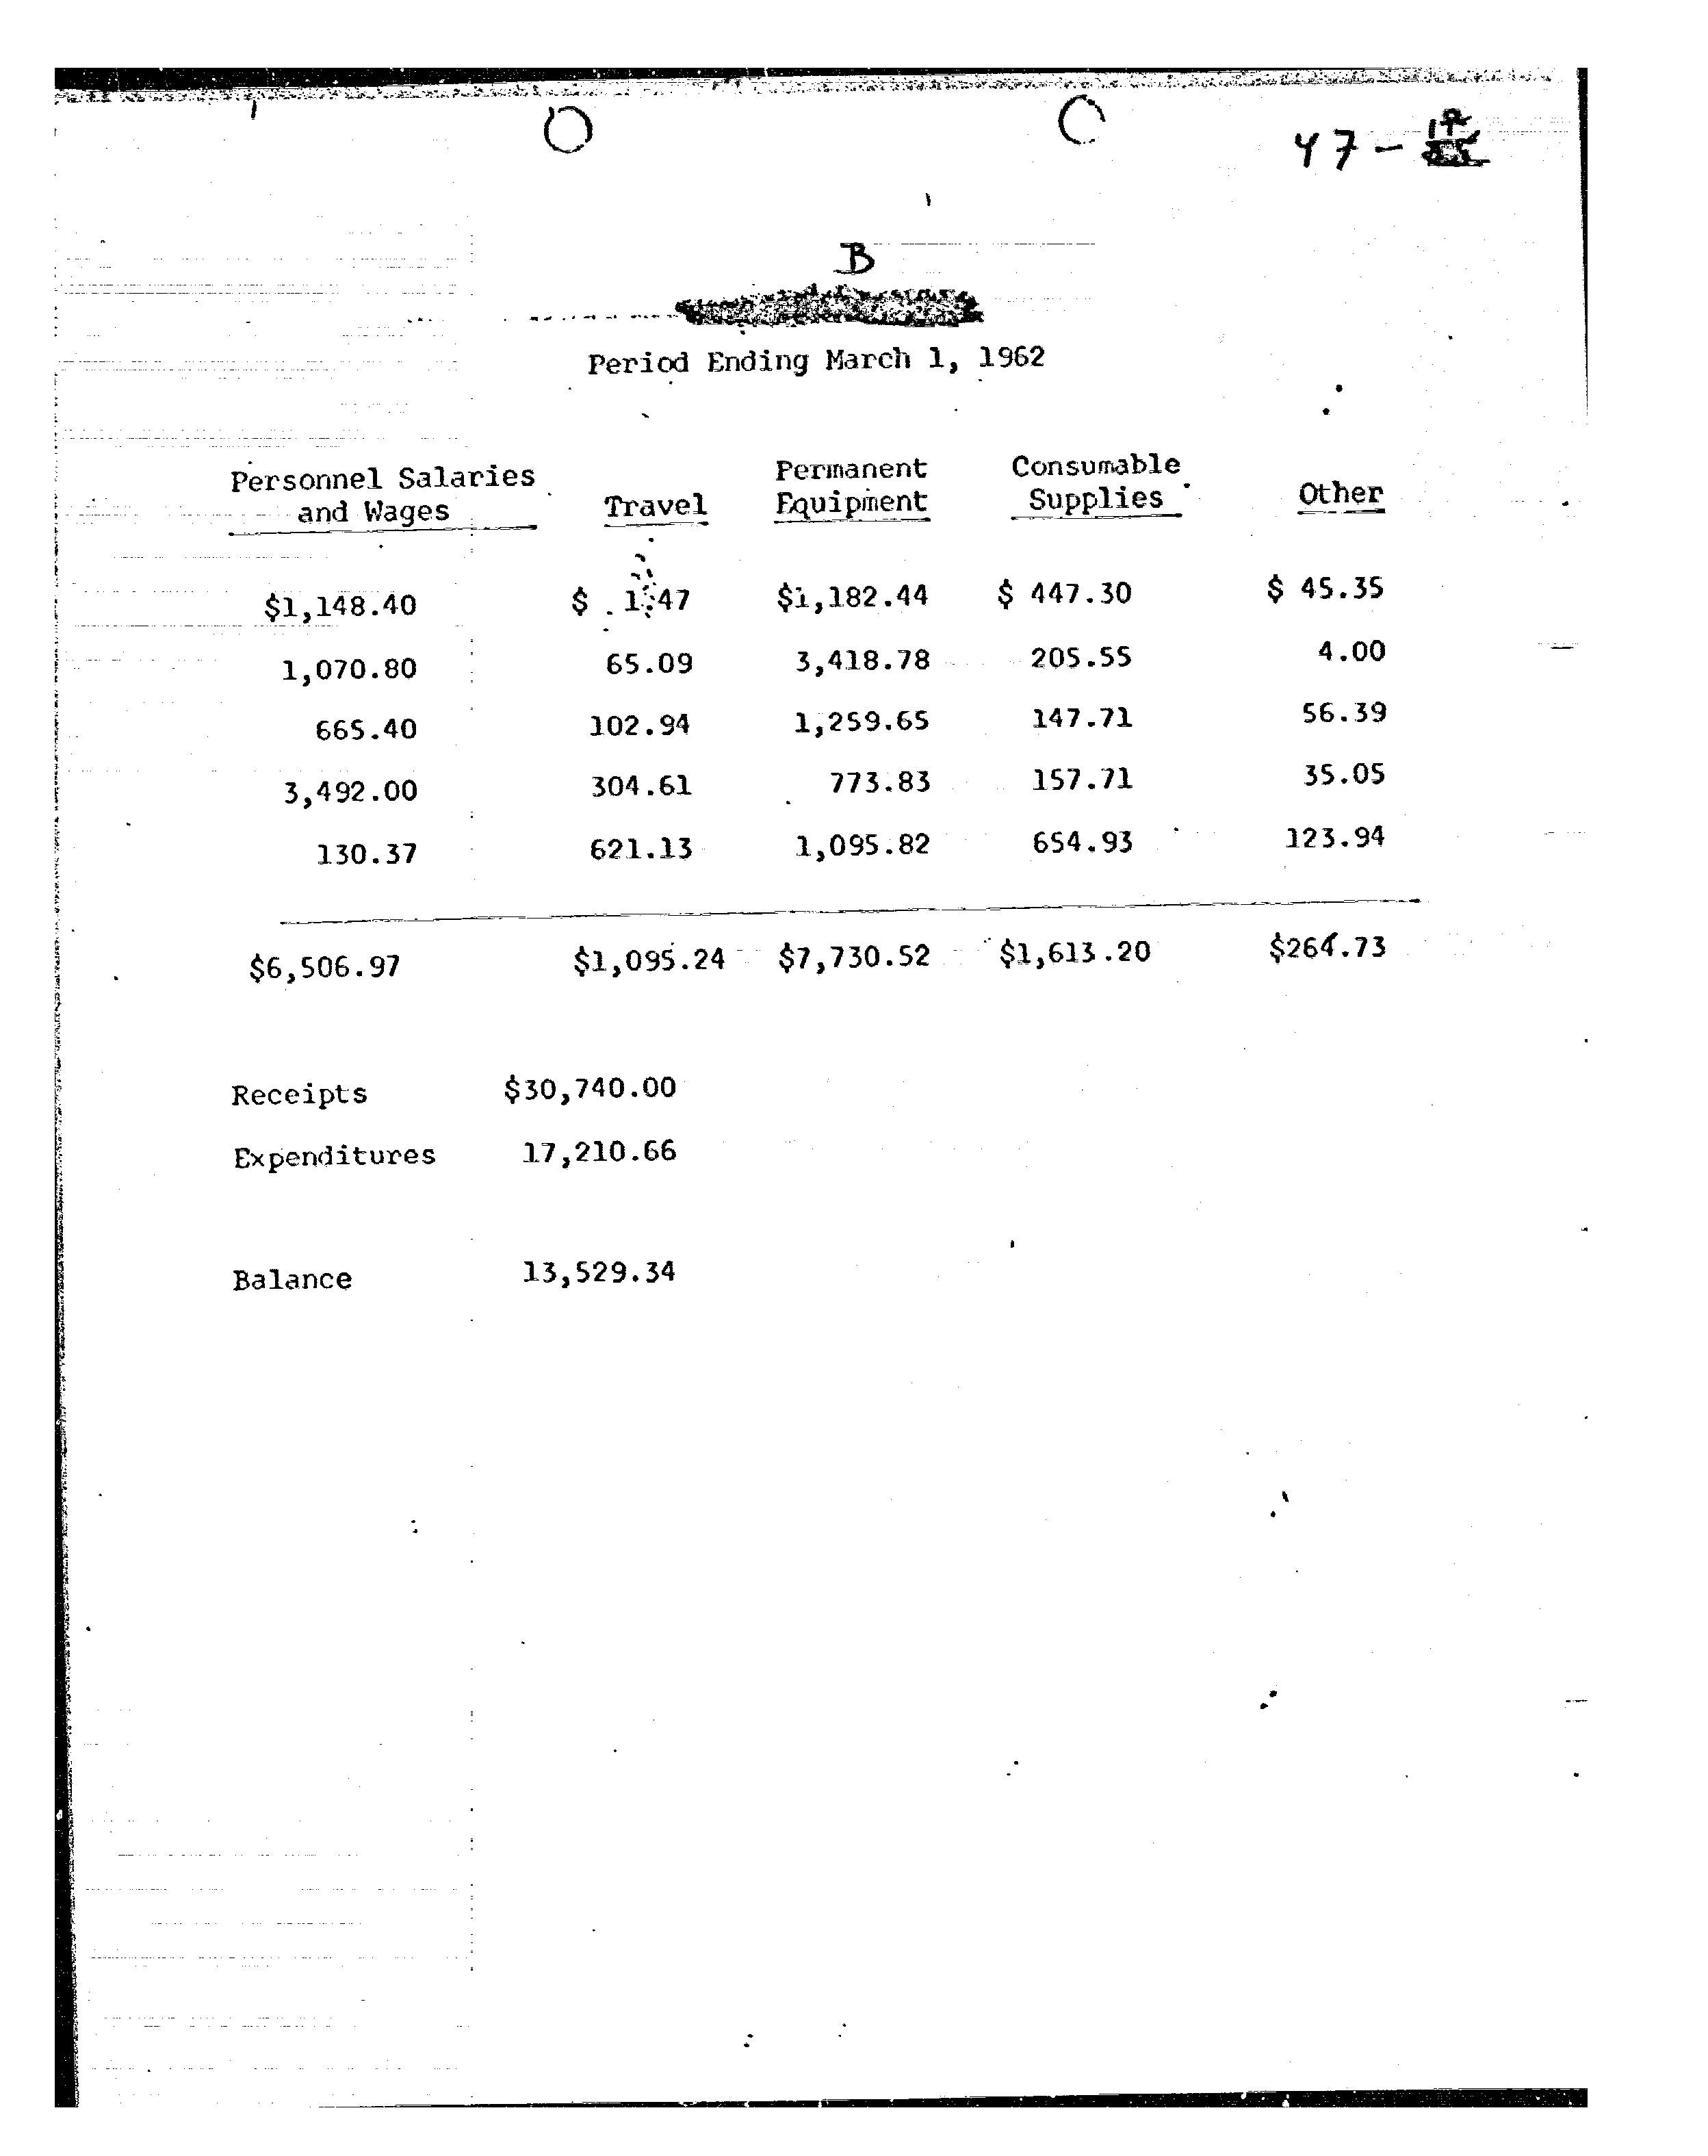 47-
B
Period Ending March 1, 1962
Personnel Salaries and Wages Travel Permanent Equipment Consumable Supplies Other
$1,148.40 $ 1.47 $1,182.44 $ 447.30 $ 45.35
1,070.80 65.09 3,418.78 205.55 4.00
665.40 102.94 1,259.65 147.71 56.39
3,492.00 304.61 773.83 157.71 35.05
130.37 621.13 1,095.82 654.93 123.94
$6,506.97 $1,095.24 $7,730.52 $1,613.20 $264.73
Receipts $30,740.00
Expenditures 17,210.66
Balance 13,529.34